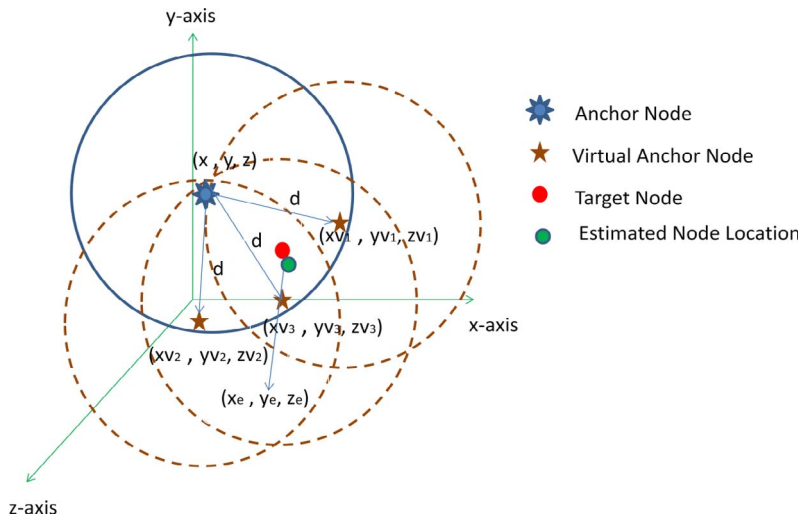 y-axis
Anchor Node
(x , y, z)
Virtual Anchor Node
d
Target Node
(xv₁ , yv₁, zv₁)
Estimated Node Location
d
d
(xv₃ , yv₃, zv₃)
x-axis
(xv₂ , yv₂, zv₂)
(xₑ , yₑ, zₑ)
z-axis